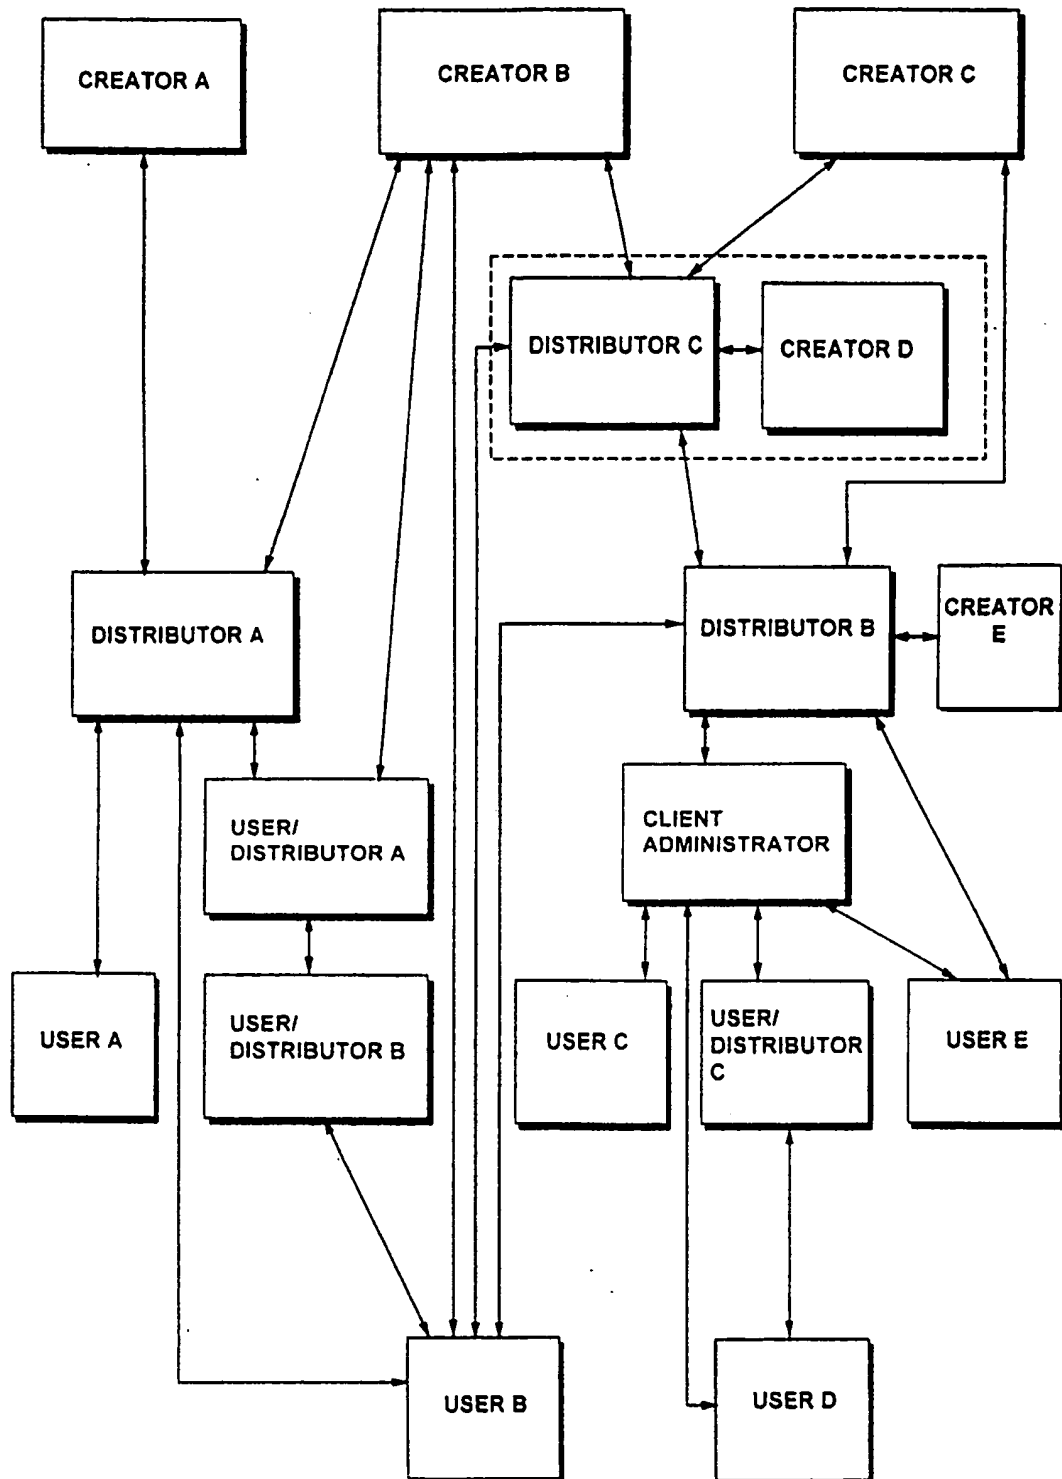 CREATOR A
CREATOR B
CREATOR C
DISTRIBUTOR C
CREATOR D
DISTRIBUTOR A
DISTRIBUTOR B
CREATOR
E
USER/
DISTRIBUTOR A
CLIENT
ADMINISTRATOR
USER A
USER/
DISTRIBUTOR B
USER C
USER/
DISTRIBUTOR
C
USER E
USER B
USER D